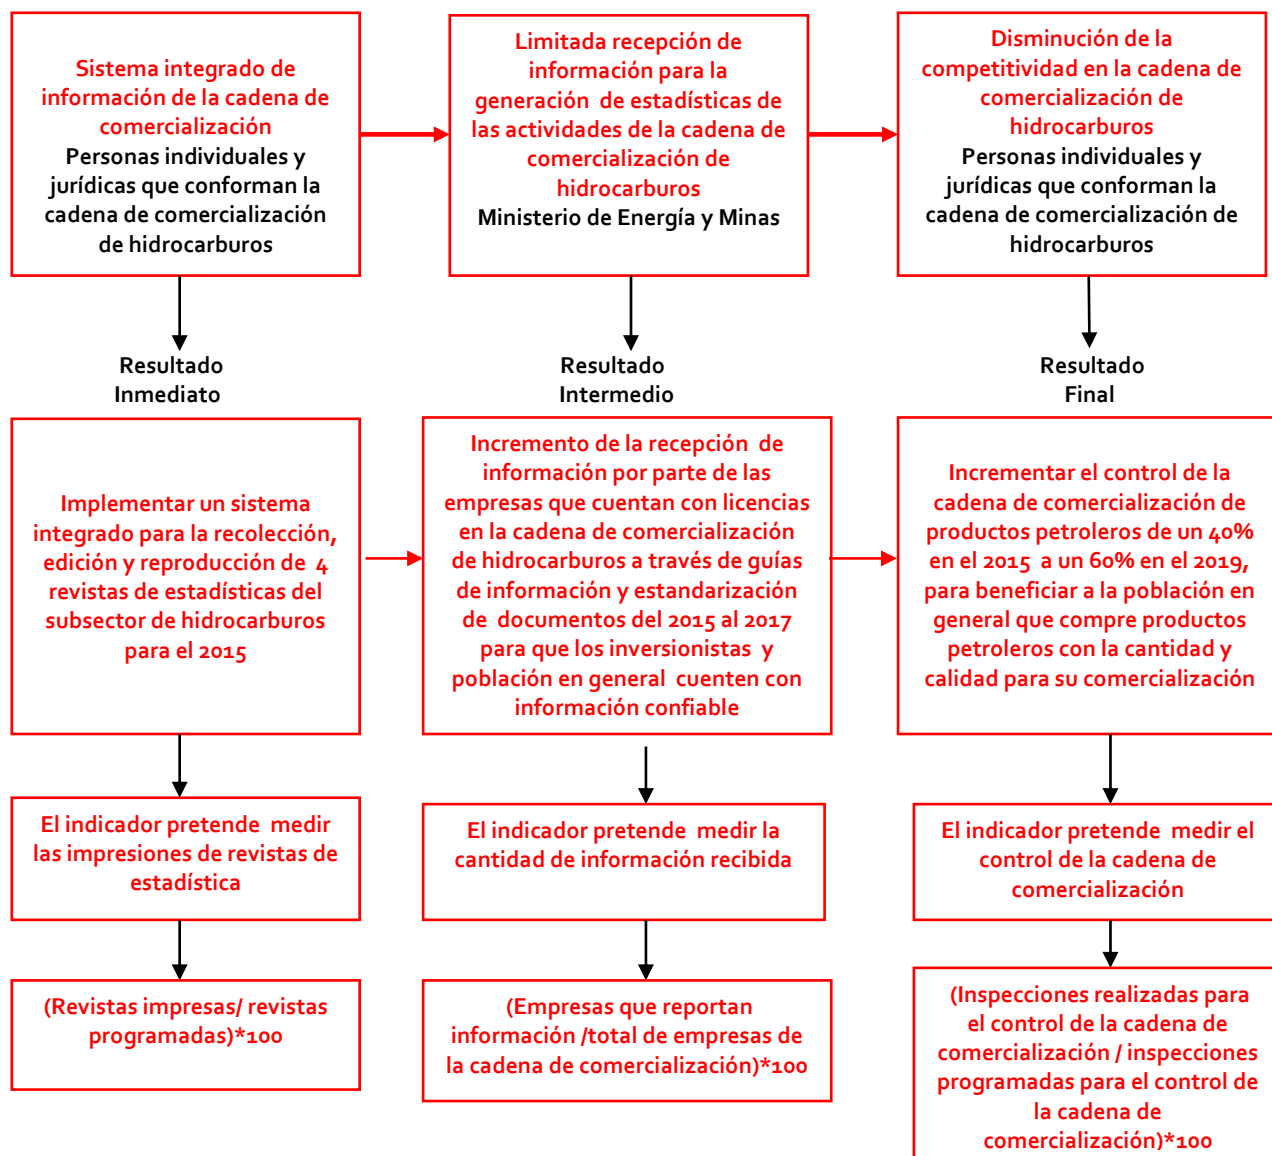 Sistema integrado de
información de la cadena de
comercialización
Personas individuales y
jurídicas que conforman la
cadena de comercialización
de hidrocarburos
Limitada recepción de
información para la
generación de estadísticas de
las actividades de la cadena de
comercialización de
hidrocarburos
Ministerio de Energía y Minas
Disminución de la
competitividad en la cadena de
comercialización de
hidrocarburos
Personas individuales y
jurídicas que conforman la
cadena de comercialización de
hidrocarburos
Resultado
Inmediato
Resultado
Intermedio
Resultado
Final
Implementar un sistema
integrado para la recolección,
edición y reproducción de 4
revistas de estadísticas del
subsector de hidrocarburos
para el 2015
Incremento de la recepción de
información por parte de las
empresas que cuentan con licencias
en la cadena de comercialización
de hidrocarburos a través de guías
de información y estandarización
de documentos del 2015 al 2017
para que los inversionistas y
población en general cuenten con
información confiable
Incrementar el control de la
cadena de comercialización de
productos petroleros de un 40%
en el 2015 a un 60% en el 2019,
para beneficiar a la población en
general que compre productos
petroleros con la cantidad y
calidad para su comercialización
El indicador pretende medir
las impresiones de revistas de
estadística
El indicador pretende medir la
cantidad de información recibida
El indicador pretende medir el
control de la cadena de
comercialización
(Revistas impresas/ revistas
programadas)*100
(Empresas que reportan
información /total de empresas de
la cadena de comercialización)*100
(Inspecciones realizadas para
el control de la cadena de
comercialización / inspecciones
programadas para el control de
la cadena de
comercialización)*100